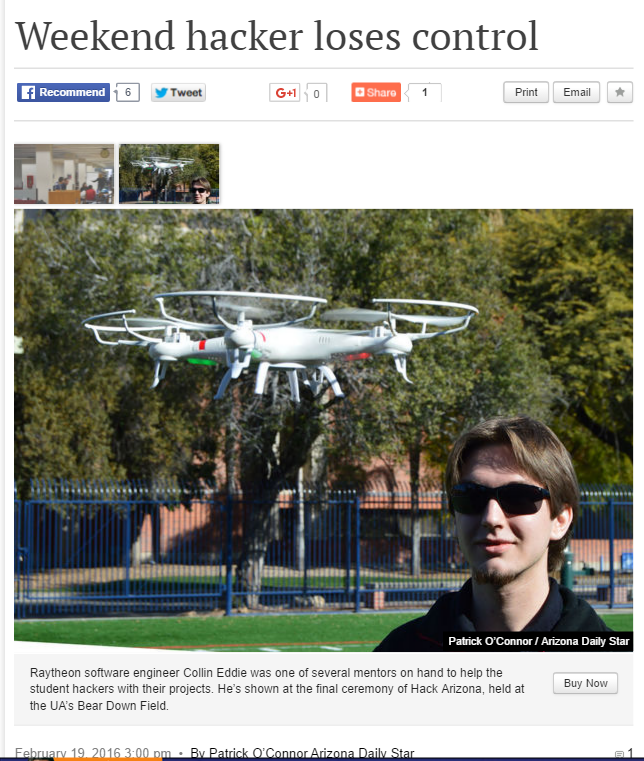 Weekend hacker loses control
Recommend 6 Tweet G+1 0 Share 1 Print Email
Patrick O'Connor / Arizona Daily Star
Raytheon software engineer Collin Eddie was one of several mentors on hand to help the
student hackers with their projects. He's shown at the final ceremony of Hack Arizona, held at
the UA's Bear Down Field.
Buy Now
February 19, 2016 3:00 pm • By Patrick O'Connor Arizona Daily Star
1